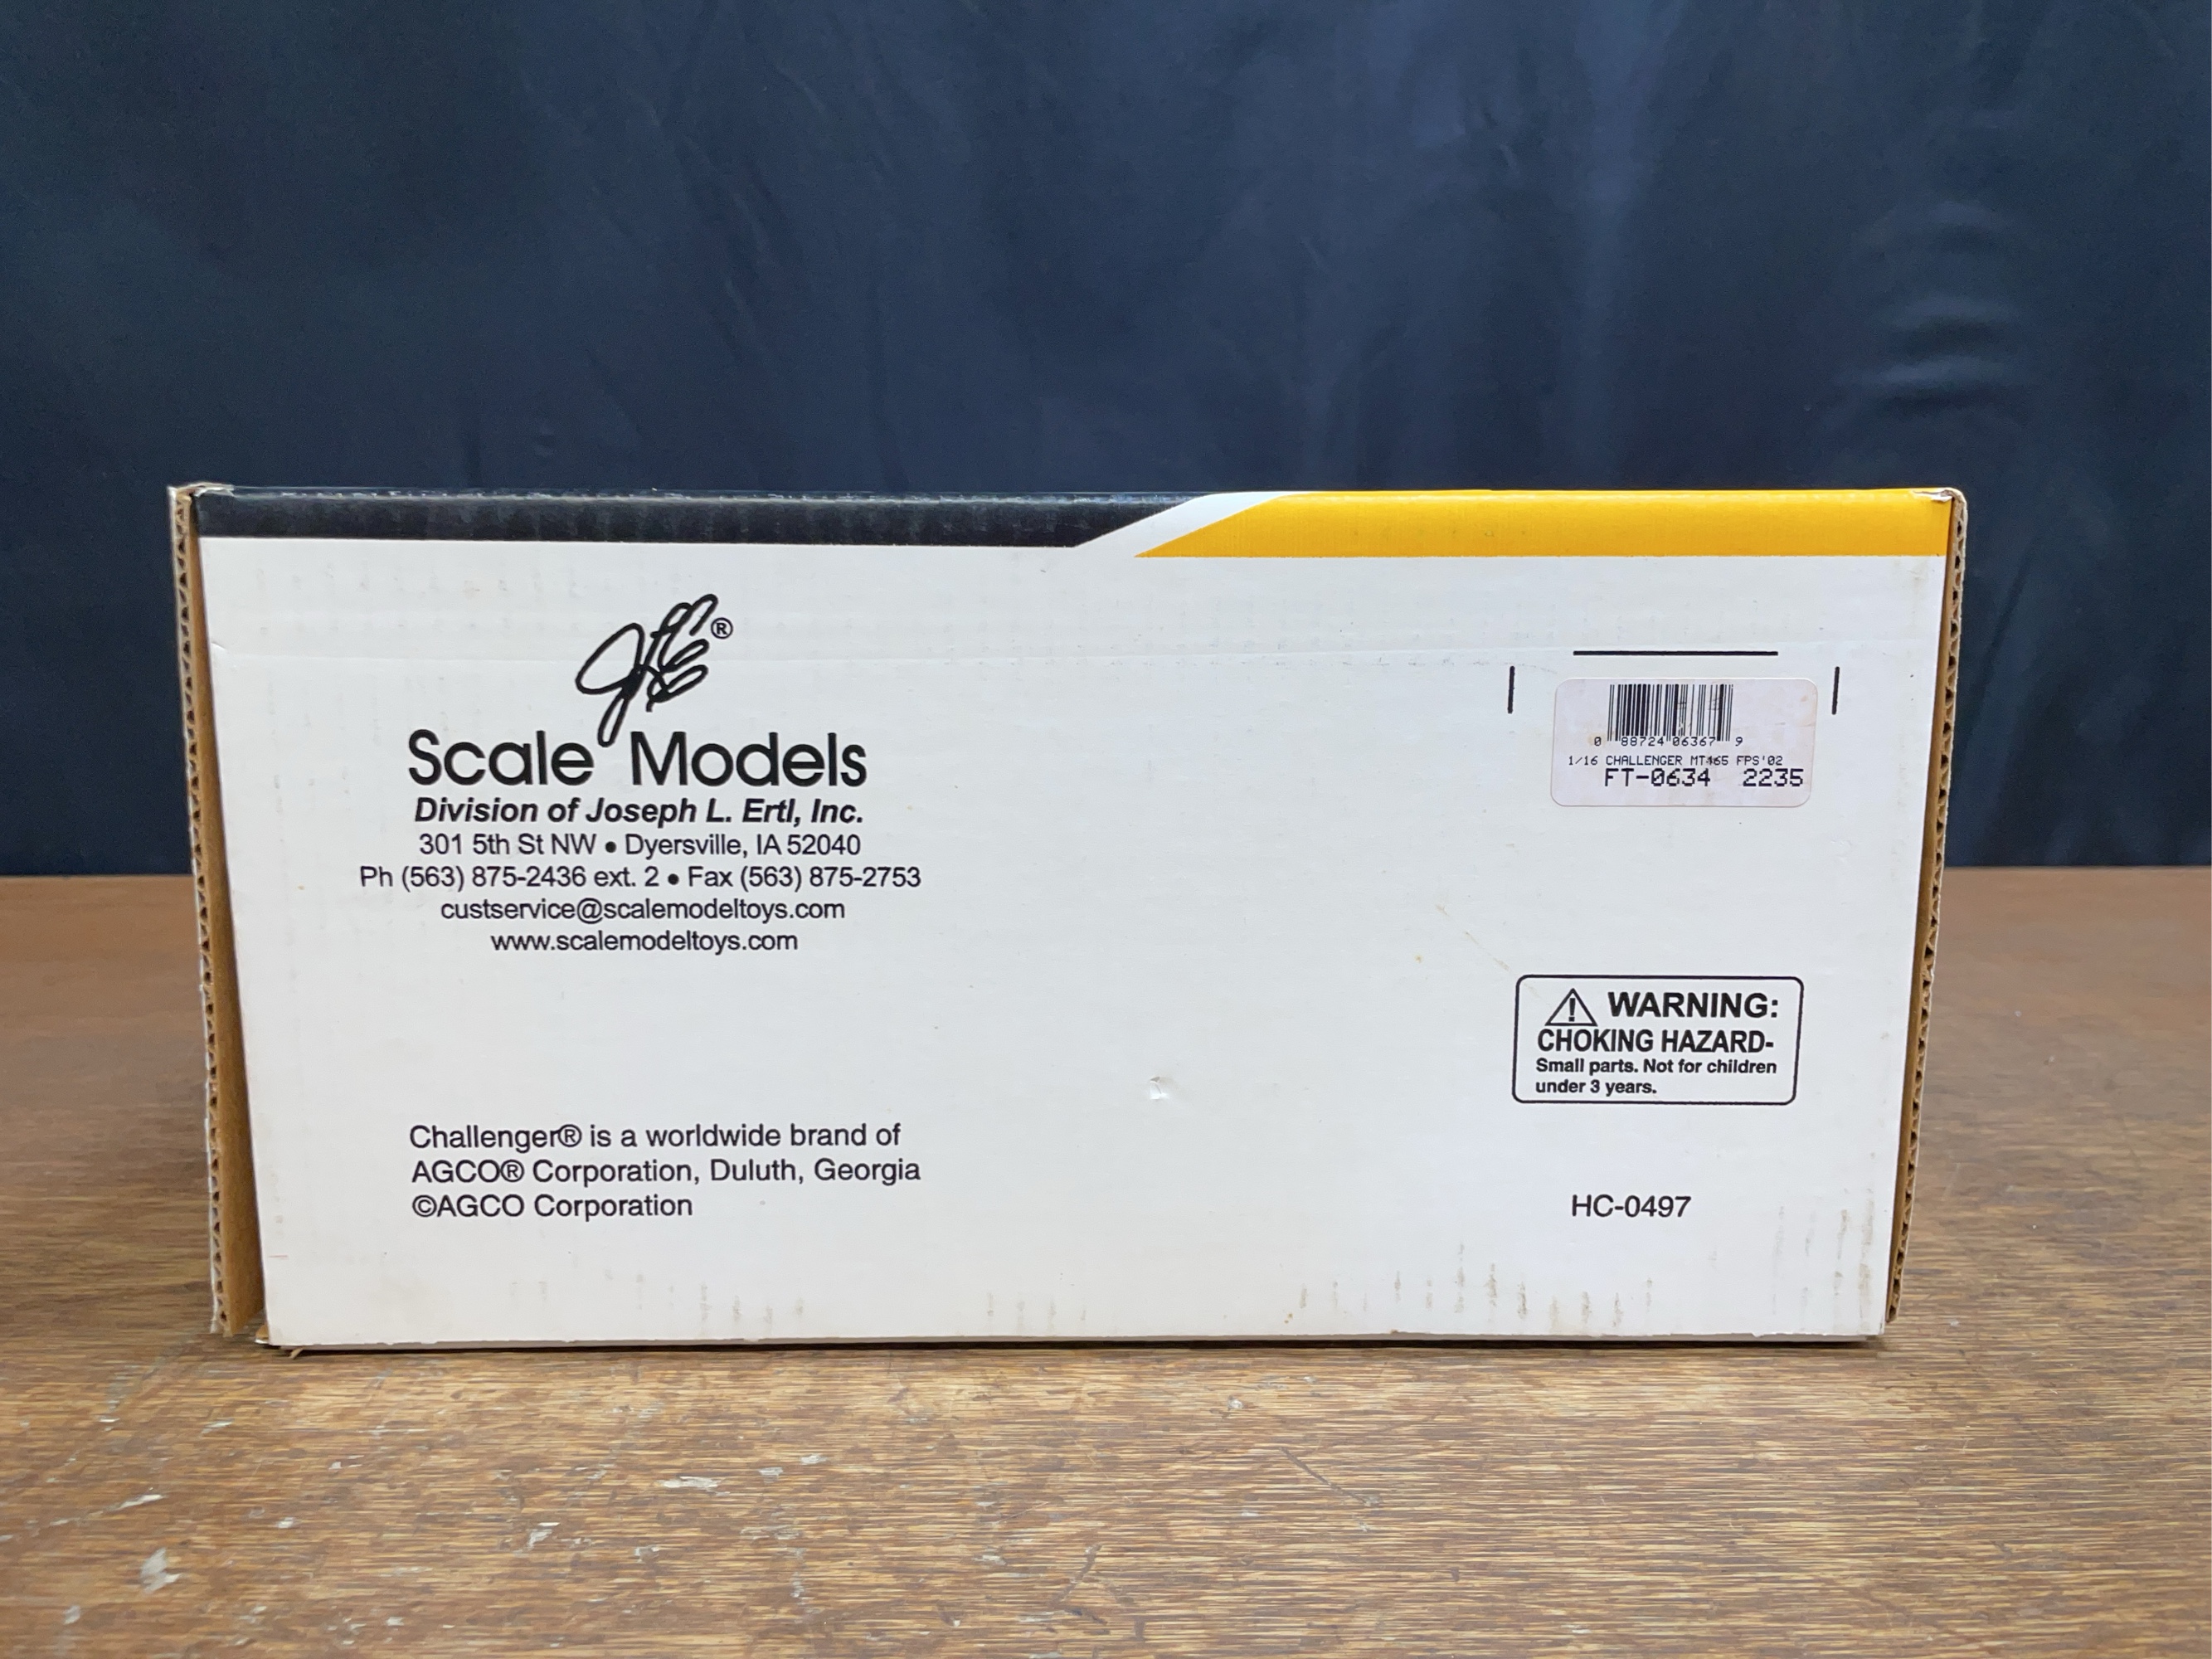 JLE®
Scale Models
Division of Joseph L. Ertl, Inc.
301 5th St NW • Dyersville, IA 52040
Ph (563) 875-2436 ext. 2 • Fax (563) 875-2753
custservice@scalemodeltoys.com
www.scalemodeltoys.com
Challenger® is a worldwide brand of
AGCO® Corporation, Duluth, Georgia
©AGCO Corporation
0 88724 06367 9
1/16 CHALLENGER MT465 FPS'02
FT-0634 2235
WARNING:
CHOKING HAZARD-
Small parts. Not for children
under 3 years.
HC-0497